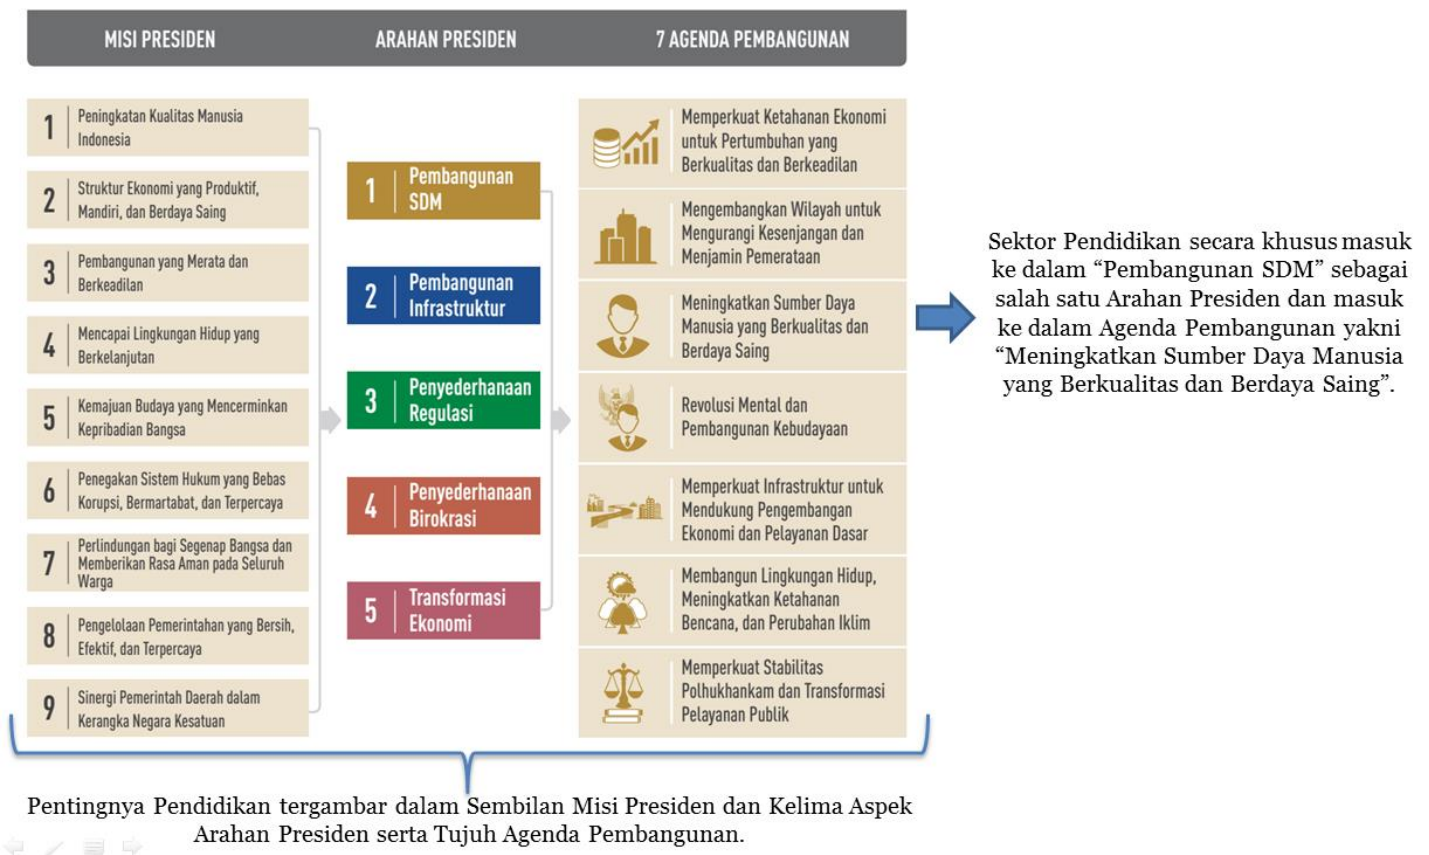 MISI PRESIDEN
ARAHAN PRESIDEN
7 AGENDA PEMBANGUNAN
1
Peningkatan Kualitas Manusia
Indonesia
2
Struktur Ekonomi yang Produktif,
Mandiri, dan Berdaya Saing
3
Pembangunan yang Merata dan
Berkeadilan
4
Mencapai Lingkungan Hidup yang
Berkelanjutan
5
Kemajuan Budaya yang Mencerminkan
Kepribadian Bangsa
6
Penegakan Sistem Hukum yang Bebas
Korupsi, Bermartabat, dan Terpercaya
7
Perlindungan bagi Segenap Bangsa dan
Memberikan Rasa Aman pada Seluruh
Warga
8
Pengelolaan Pemerintahan yang Bersih,
Efektif, dan Terpercaya
9
Sinergi Pemerintah Daerah dalam
Kerangka Negara Kesatuan
1
Pembangunan
SDM
2
Pembangunan
Infrastruktur
3
Penyederhanaan
Regulasi
4
Penyederhanaan
Birokrasi
5
Transformasi
Ekonomi
Memperkuat Ketahanan Ekonomi
untuk Pertumbuhan yang
Berkualitas dan Berkeadilan
Mengembangkan Wilayah untuk
Mengurangi Kesenjangan dan
Menjamin Pemerataan
Meningkatkan Sumber Daya
Manusia yang Berkualitas dan
Berdaya Saing
Revolusi Mental dan
Pembangunan Kebudayaan
Memperkuat Infrastruktur untuk
Mendukung Pengembangan
Ekonomi dan Pelayanan Dasar
Membangun Lingkungan Hidup,
Meningkatkan Ketahanan
Bencana, dan Perubahan Iklim
Memperkuat Stabilitas
Polhukhankam dan Transformasi
Pelayanan Publik
Sektor Pendidikan secara khusus masuk
ke dalam “Pembangunan SDM” sebagai
salah satu Arahan Presiden dan masuk
ke dalam Agenda Pembangunan yakni
“Meningkatkan Sumber Daya Manusia
yang Berkualitas dan Berdaya Saing”.
Pentingnya Pendidikan tergambar dalam Sembilan Misi Presiden dan Kelima Aspek
Arahan Presiden serta Tujuh Agenda Pembangunan.